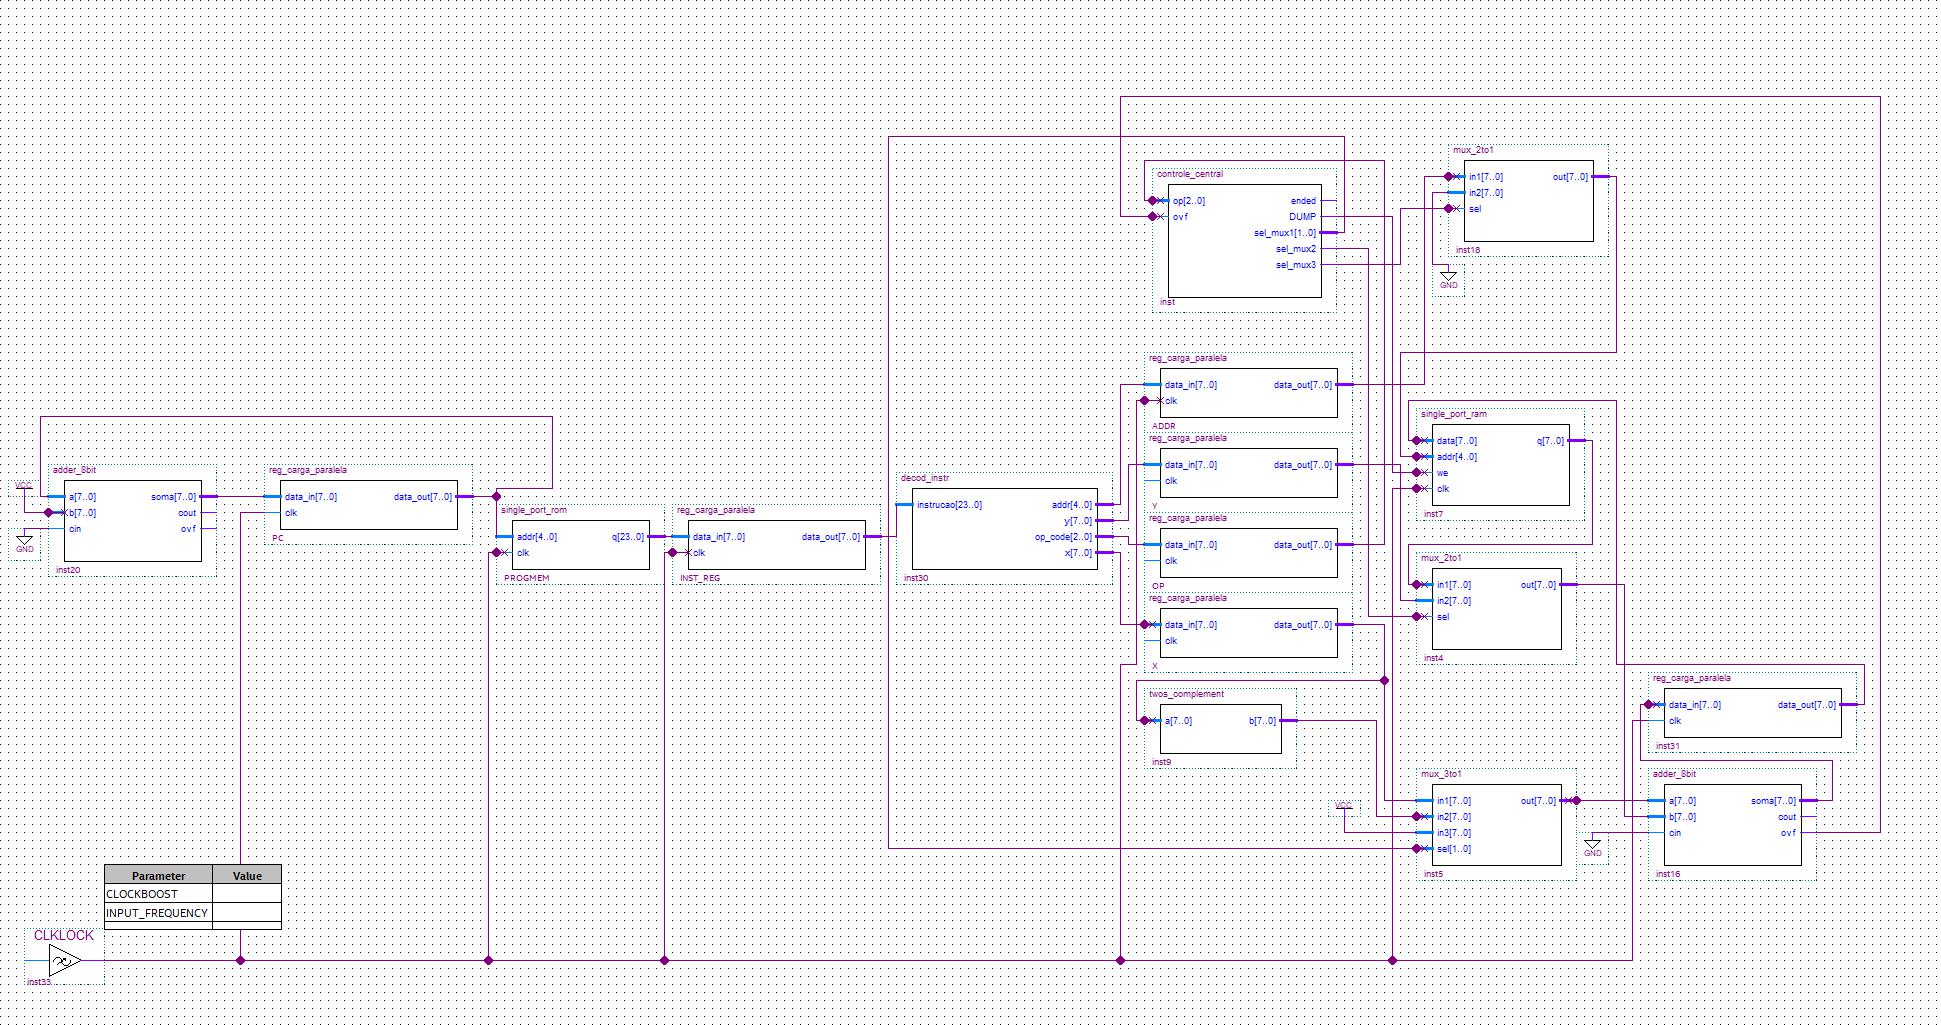 mux_2to1
in1[7..0] out[7..0]
in2[7..0]
sel
inst18
GND
controle_central
op[2..0] ended
ovf DUMP
sel_mux1[1..0]
sel_mux2
sel_mux3
inst
reg_carga_paralela
data_in[7..0] data_out[7..0]
clk
ADDR
reg_carga_paralela
data_in[7..0] data_out[7..0]
clk
Y
reg_carga_paralela
data_in[7..0] data_out[7..0]
clk
OP
reg_carga_paralela
data_in[7..0] data_out[7..0]
clk
X
single_port_ram
data[7..0] q[7..0]
addr[4..0]
we
clk
inst7
adder_8bit
VCC
a[7..0] soma[7..0]
b[7..0] cout
cin ovf
GND
inst20
reg_carga_paralela
data_in[7..0] data_out[7..0]
clk
PC
single_port_rom
addr[4..0] q[23..0]
clk
PROGMEM
reg_carga_paralela
data_in[7..0] data_out[7..0]
clk
INST_REG
decod_instr
instrucao[23..0] addr[4..0]
y[7..0]
op_code[2..0]
x[7..0]
inst30
mux_2to1
in1[7..0] out[7..0]
in2[7..0]
sel
inst4
reg_carga_paralela
data_in[7..0] data_out[7..0]
clk
inst31
twos_complement
a[7..0] b[7..0]
inst9
mux_3to1
VCC
in1[7..0] out[7..0]
in2[7..0]
in3[7..0]
sel[1..0]
inst5
GND
adder_8bit
a[7..0] soma[7..0]
b[7..0] cout
cin ovf
inst16
Parameter Value
CLOCKBOOST
INPUT_FREQUENCY
CLKLOCK
inst33